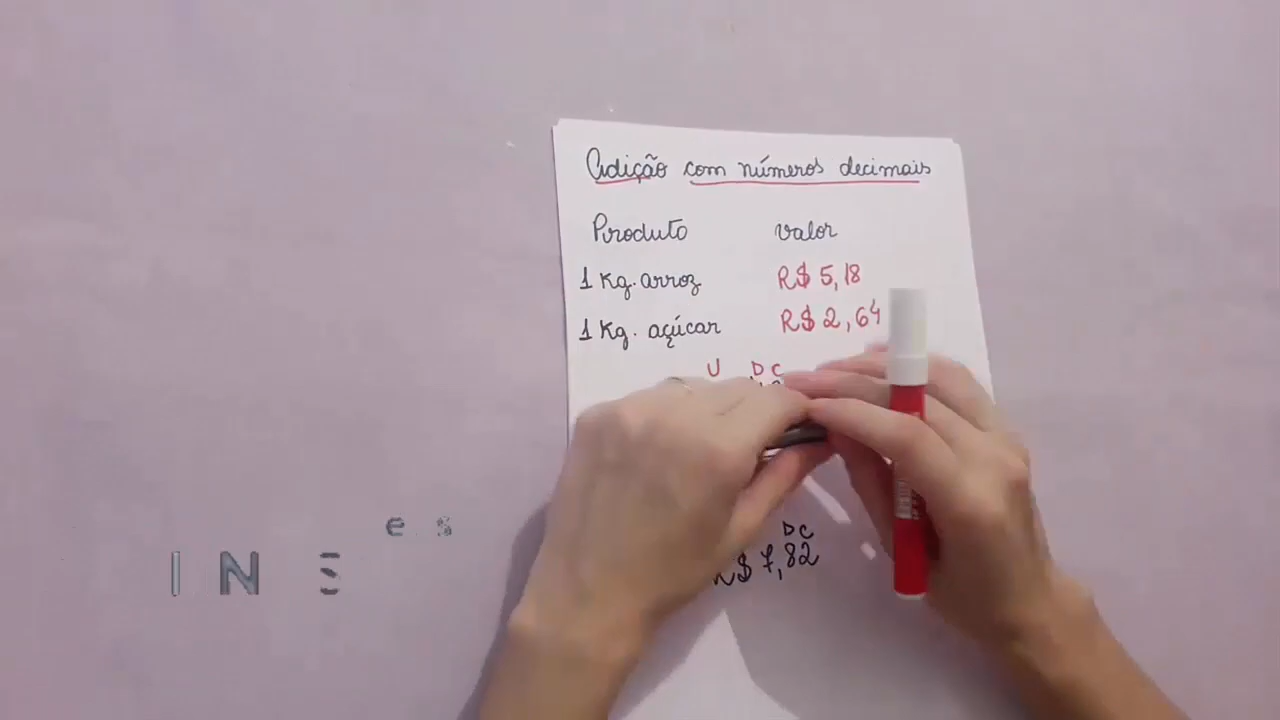 Adição com números decimais
Produto Valor
1 Kg. arroz R$ 5,18
1 Kg. açúcar R$ 2,64
U D C
D C
R$ 7,82
e s
I N S